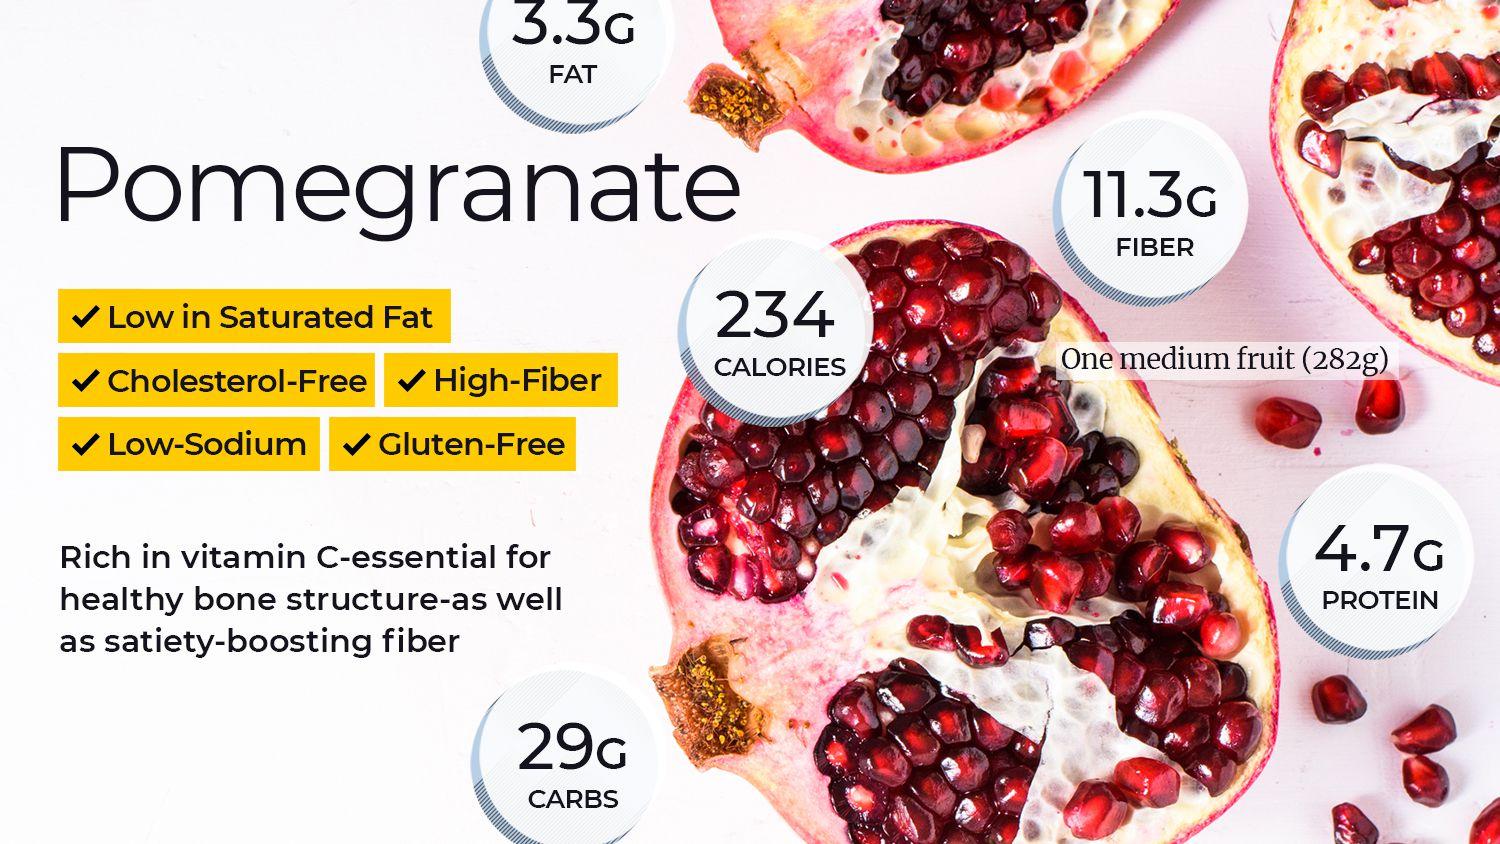 3.3G
FAT
Pomegranate
11.3G
FIBER
234
CALORIES
✓ Low in Saturated Fat
✓ Cholesterol-Free ✓ High-Fiber
✓ Low-Sodium ✓ Gluten-Free
One medium fruit (282g)
4.7G
PROTEIN
Rich in vitamin C-essential for
healthy bone structure-as well
as satiety-boosting fiber
29G
CARBS